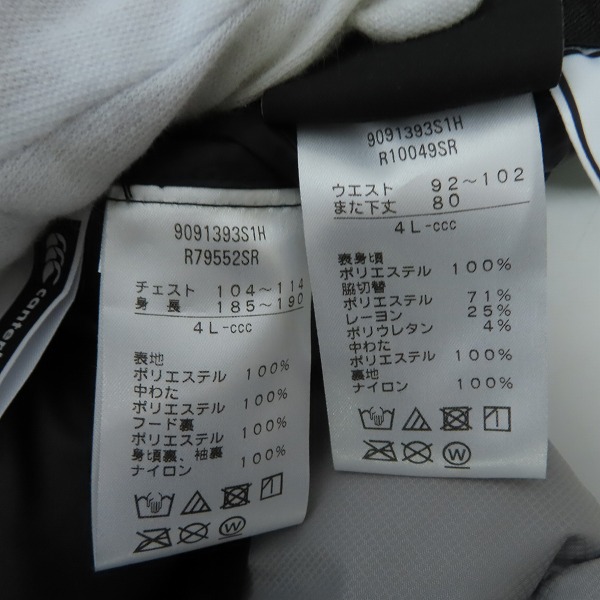 9091393S1H
R79552SR
チェスト 104～114
身 長 185～190
4L-ccc
表地
ポリエステル 100%
中わた
ポリエステル 100%
フード裏
ポリエステル 100%
身頃裏、袖裏
ナイロン 100%
W
9091393S1H
R10049SR
ウエスト 92～102
また下丈 80
4L-ccc
表身頃
ポリエステル 100%
脇切替
ポリエステル 71%
レーヨン 25%
ポリウレタン 4%
中わた
ポリエステル 100%
裏地
ナイロン 100%
W